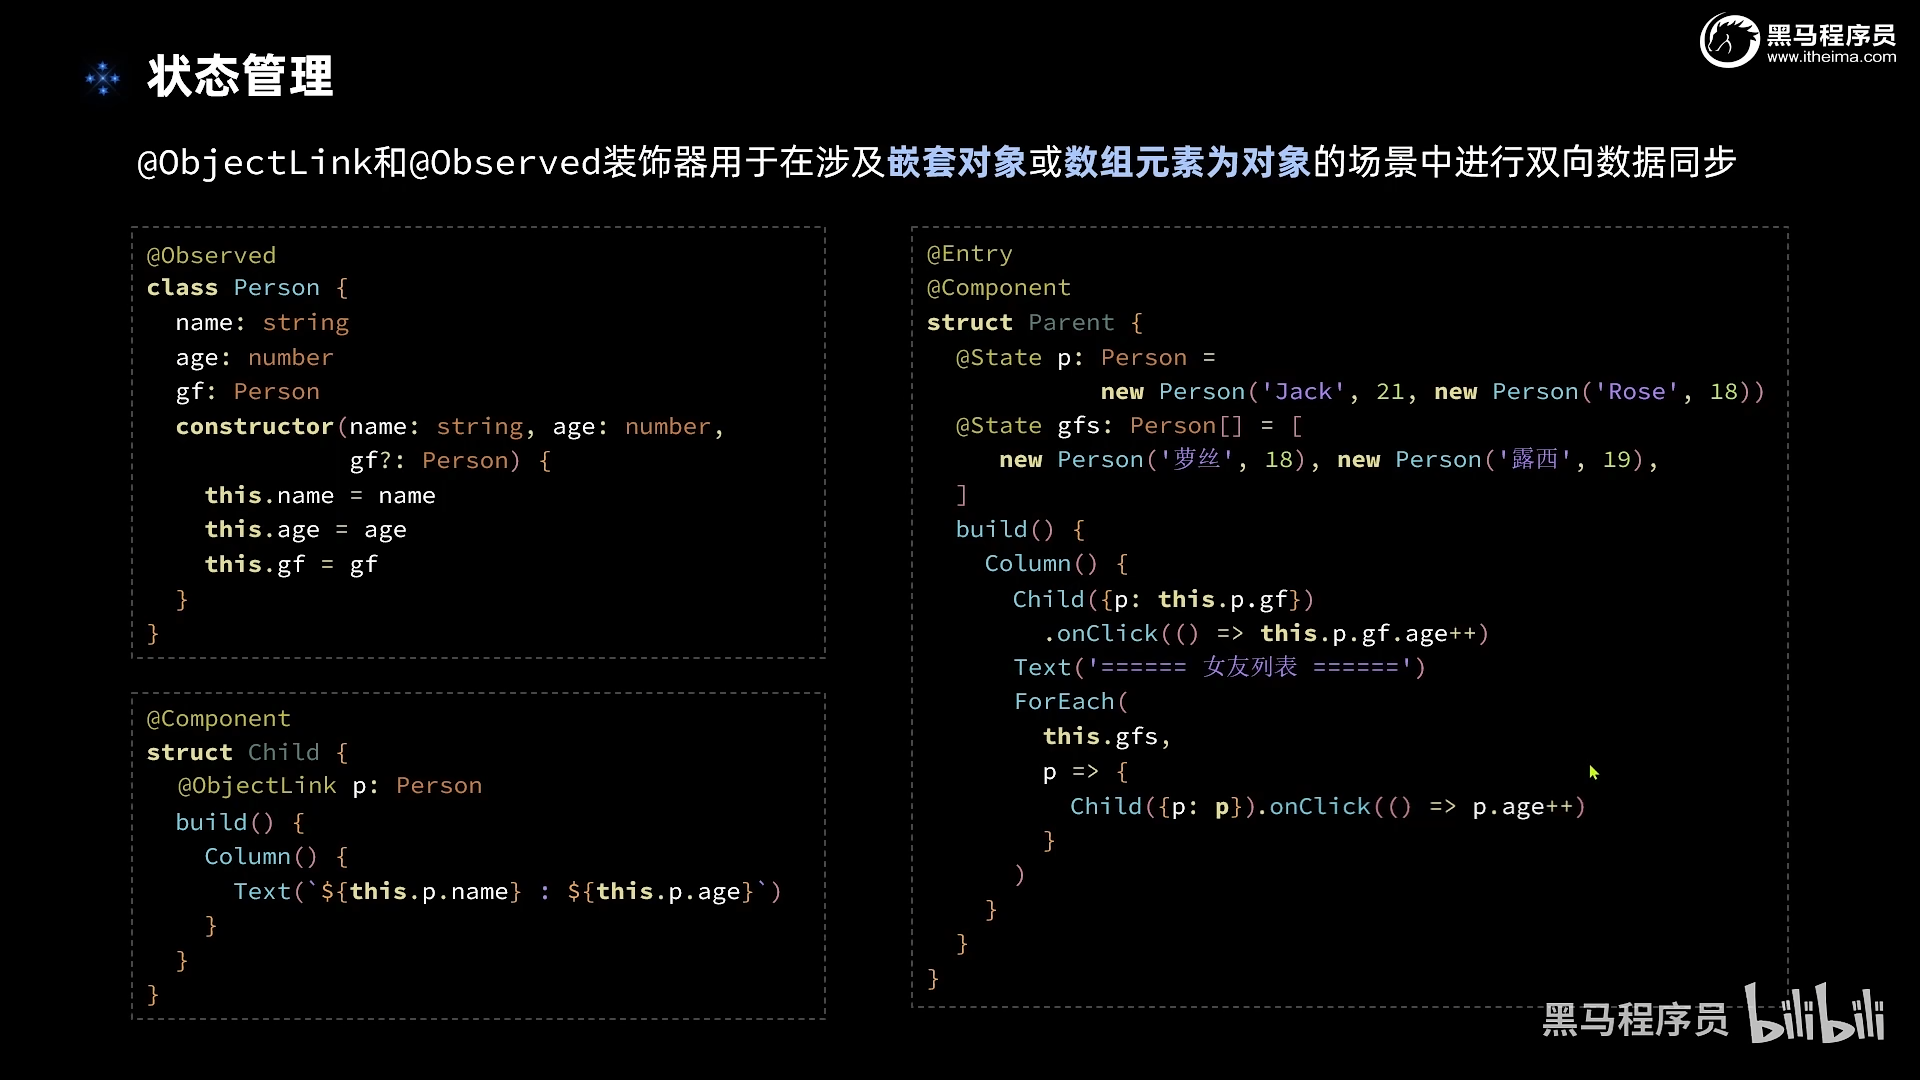 黑马程序员
www.itheima.com
状态管理
@ObjectLink和@Observed装饰器用于在涉及嵌套对象或数组元素为对象的场景中进行双向数据同步
@Observed
class Person {
  name: string
  age: number
  gf: Person
  constructor(name: string, age: number,
              gf?: Person) {
    this.name = name
    this.age = age
    this.gf = gf
  }
}
@Component
struct Child {
  @ObjectLink p: Person
  build() {
    Column() {
      Text(`${this.p.name} : ${this.p.age}`)
    }
  }
}
@Entry
@Component
struct Parent {
  @State p: Person =
            new Person('Jack', 21, new Person('Rose', 18))
  @State gfs: Person[] = [
     new Person('萝丝', 18), new Person('露西', 19),
  ]
  build() {
    Column() {
      Child({p: this.p.gf})
        .onClick(() => this.p.gf.age++)
      Text('====== 女友列表 ======')
      ForEach(
        this.gfs,
        p => {
          Child({p: p}).onClick(() => p.age++)
        }
      )
    }
  }
}
黑马程序员 bilibili